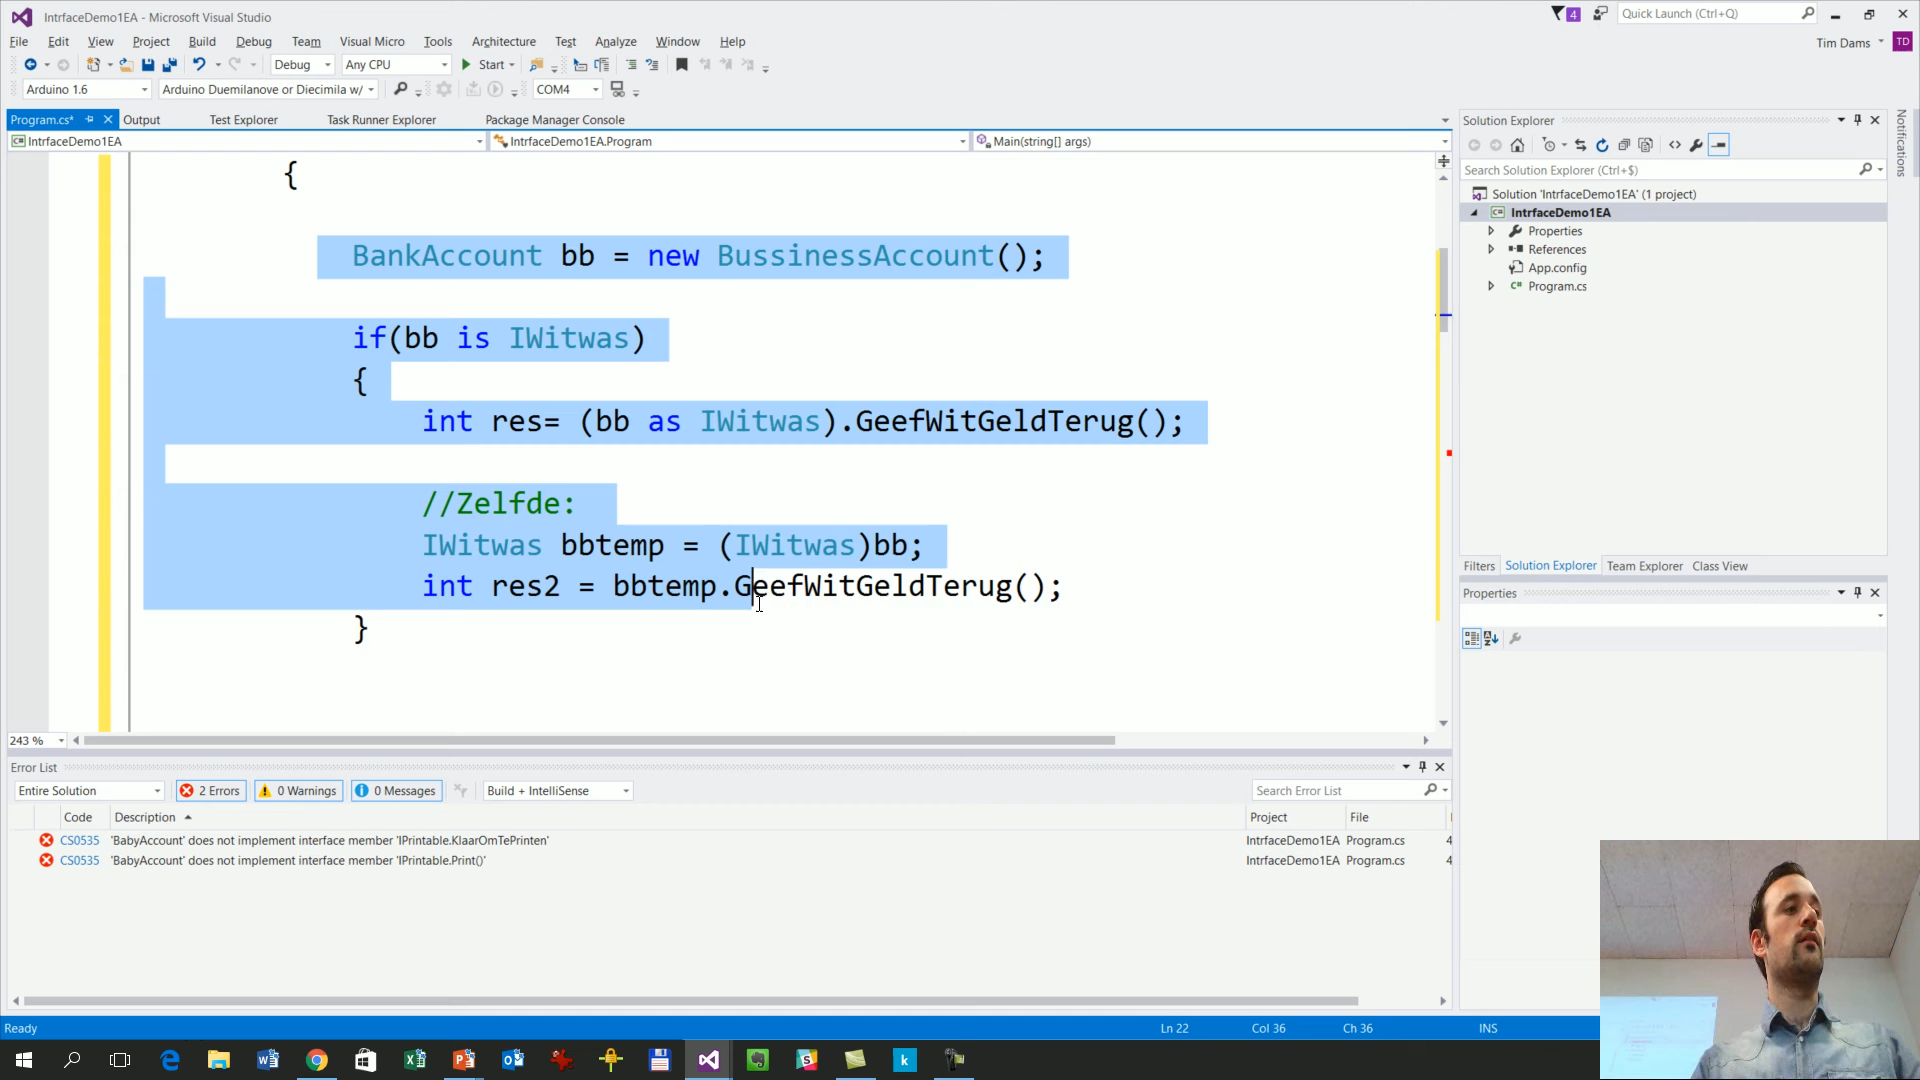 IntrfaceDemo1EA - Microsoft Visual Studio
4
Quick Launch (Ctrl+Q)
File Edit View Project Build Debug Team Visual Micro Tools Architecture Test Analyze Window Help
Tim Dams TD
Debug Any CPU Start
Arduino 1.6 Arduino Duemilanove or Diecimila w/ COM4
Program.cs* Output Test Explorer Task Runner Explorer Package Manager Console
IntrfaceDemo1EA IntrfaceDemo1EA.Program Main(string[] args)
{
BankAccount bb = new BussinessAccount();
if(bb is IWitwas)
{
int res= (bb as IWitwas).GeefWitGeldTerug();
//Zelfde:
IWitwas bbtemp = (IWitwas)bb;
int res2 = bbtemp.GeefWitGeldTerug();
}
243 %
Solution Explorer
Search Solution Explorer (Ctrl+$)
Solution 'IntrfaceDemo1EA' (1 project)
IntrfaceDemo1EA
Properties
References
App.config
C# Program.cs
Filters Solution Explorer Team Explorer Class View
Properties
Notifications
Error List
Entire Solution 2 Errors 0 Warnings 0 Messages Build + IntelliSense Search Error List
Code Description Project File
CS0535 'BabyAccount' does not implement interface member 'IPrintable.KlaarOmTePrinten' IntrfaceDemo1EA Program.cs 4
CS0535 'BabyAccount' does not implement interface member 'IPrintable.Print()' IntrfaceDemo1EA Program.cs 4
Ready Ln 22 Col 36 Ch 36 INS